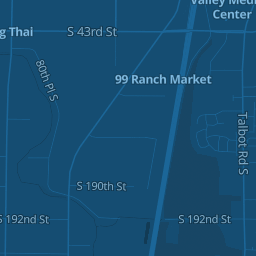 Valley Medi
Center
S 43rd St
g Thai
80th Pl S
99 Ranch Market
Talbot Rd S
S 190th St
S 192nd St
S 192nd St